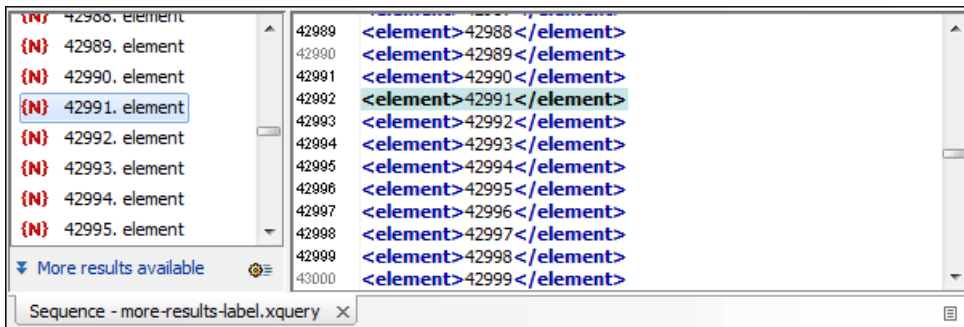 {N} 42988. element
{N} 42989. element
{N} 42990. element
{N} 42991. element
{N} 42992. element
{N} 42993. element
{N} 42994. element
{N} 42995. element
More results available
42989 <element>42988</element>
42990 <element>42989</element>
42991 <element>42990</element>
42992 <element>42991</element>
42993 <element>42992</element>
42994 <element>42993</element>
42995 <element>42994</element>
42996 <element>42995</element>
42997 <element>42996</element>
42998 <element>42997</element>
42999 <element>42998</element>
43000 <element>42999</element>
Sequence - more-results-label.xquery